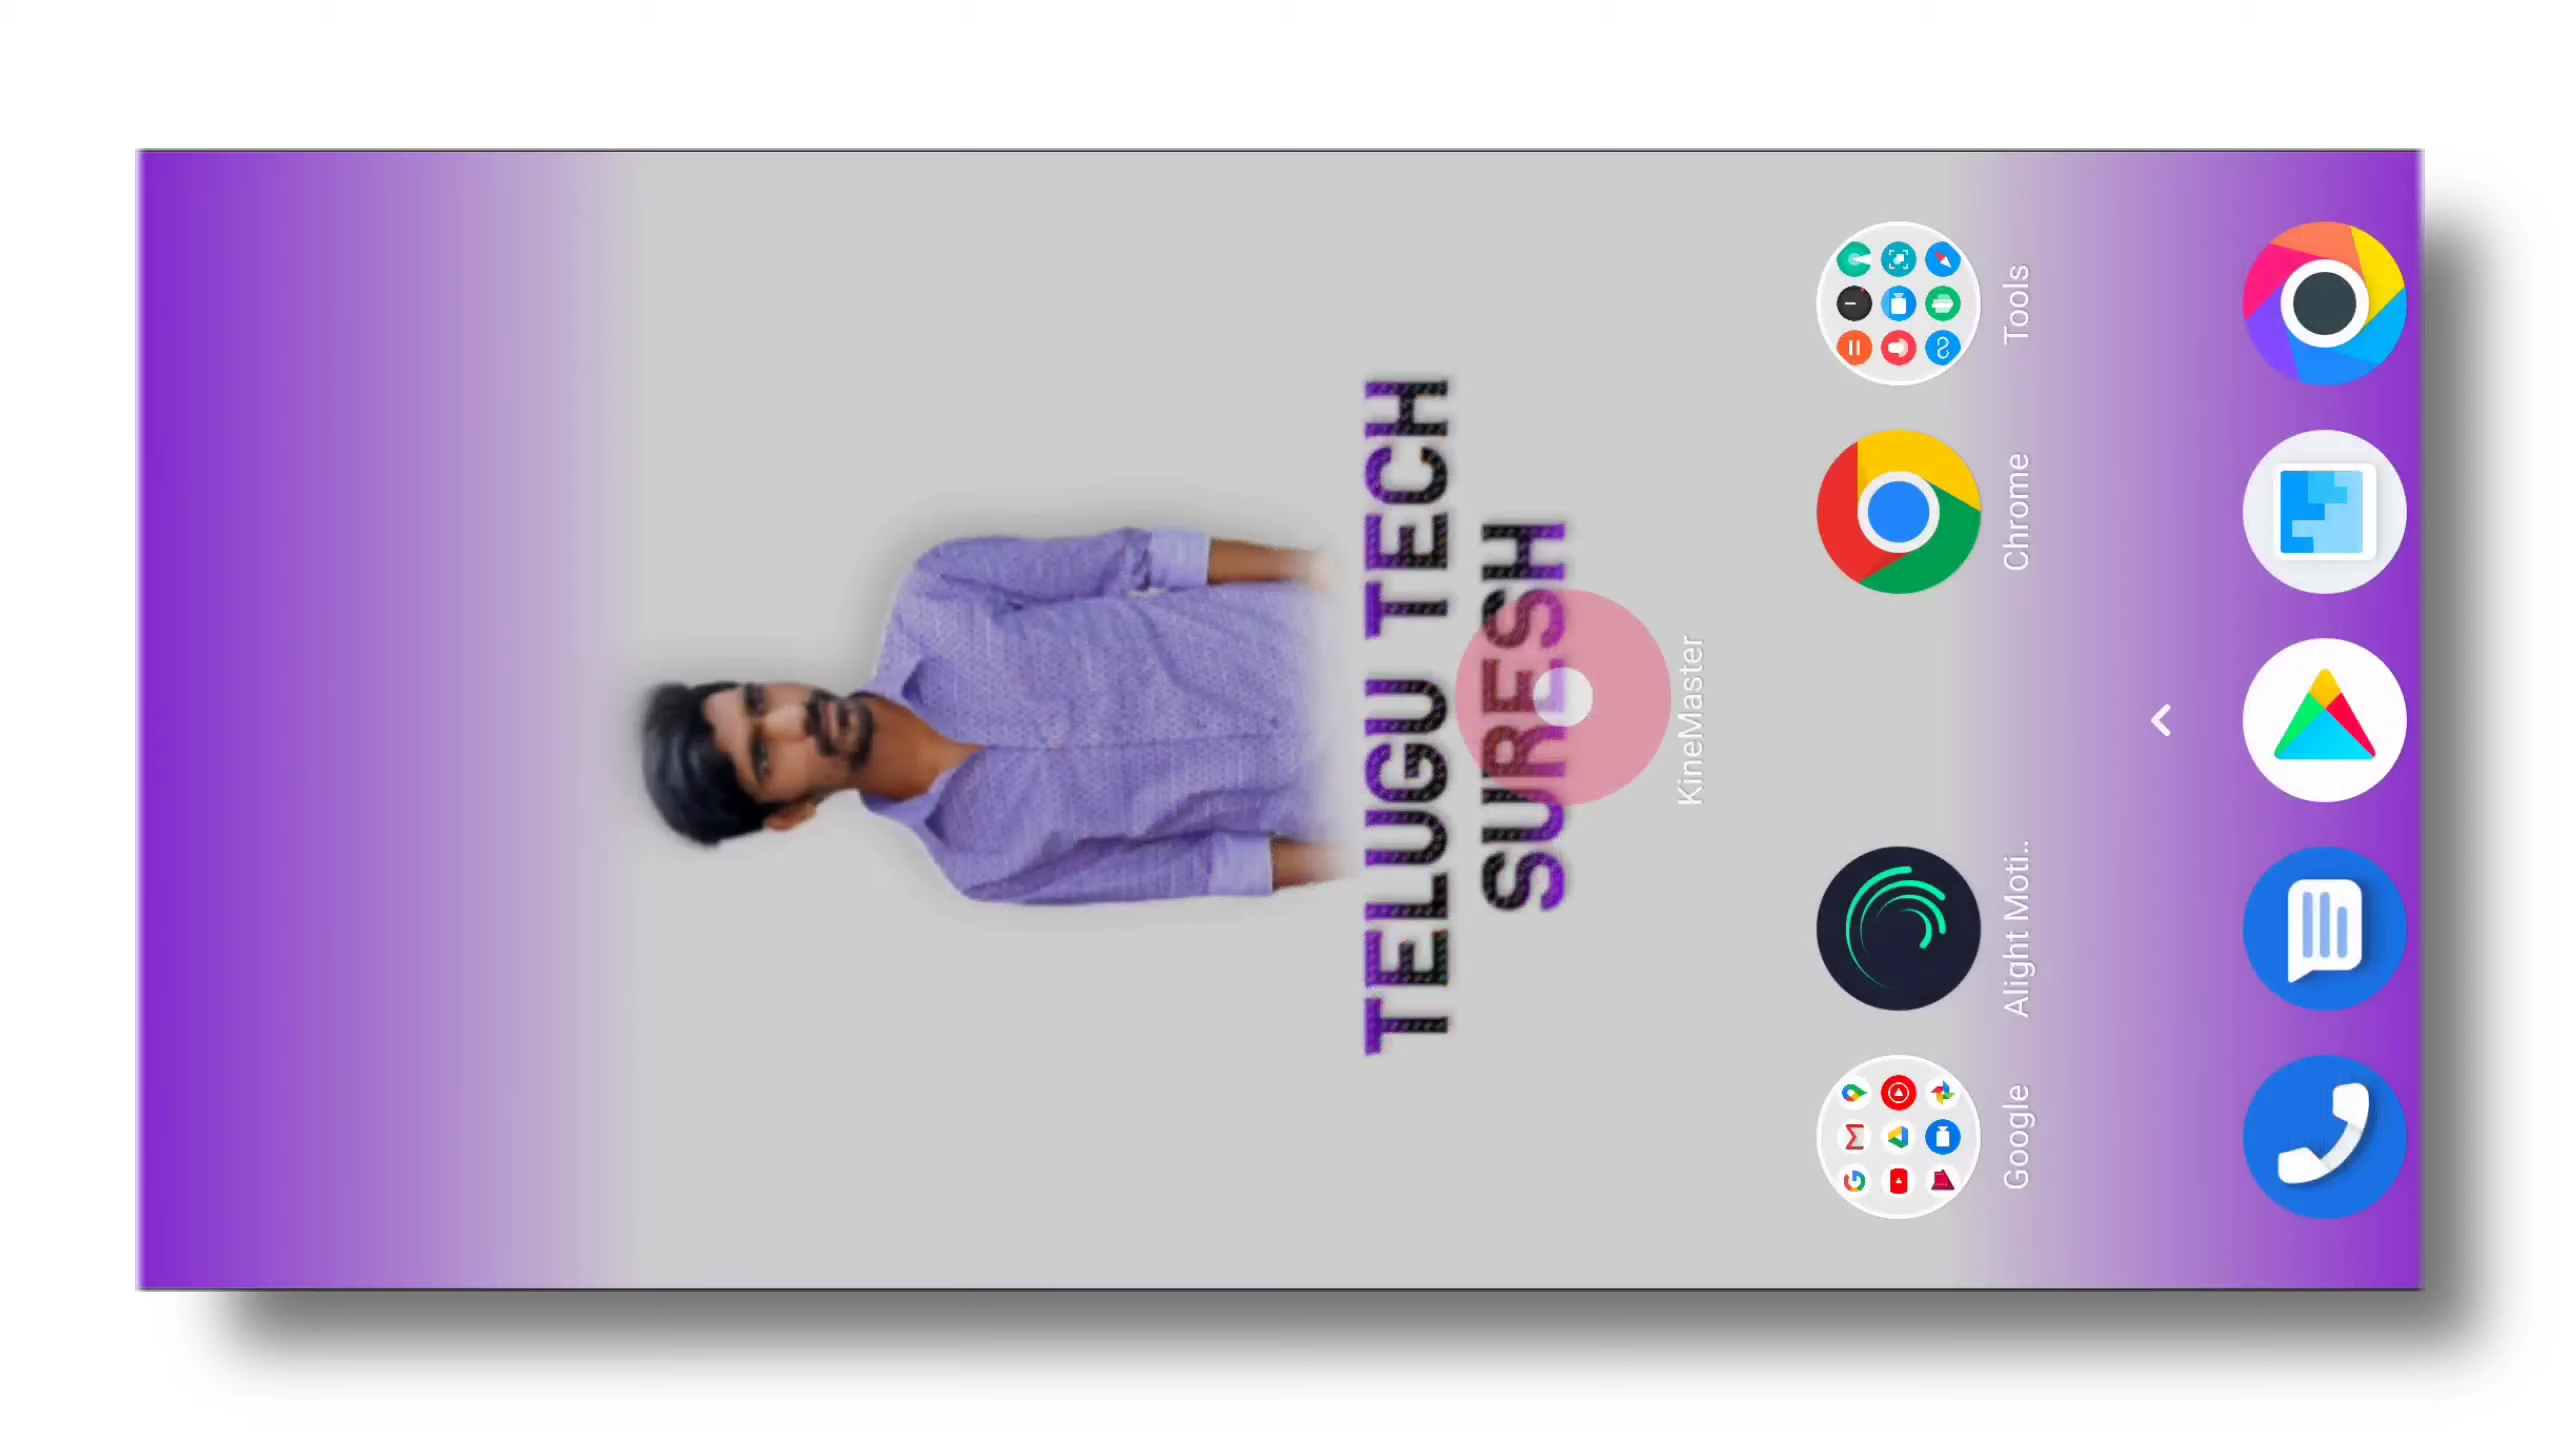 TELUGU TECH
SURESH
KineMaster
Google
Alight Moti..
Chrome
Tools